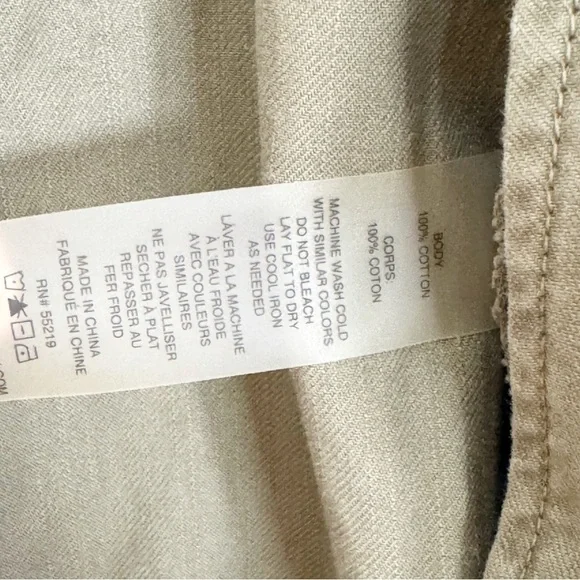 BODY
100% COTTON
CORPS
100% COTON
MACHINE WASH COLD
WITH SIMILAR COLORS
DO NOT BLEACH
LAY FLAT TO DRY
USE COOL IRON
AS NEEDED
LAVER A LA MACHINE
À L'EAU FROIDE
AVEC COULEURS
SIMILAIRES
NE PAS JAVELLISER
SECHER À PLAT
REPASSER AU
FER FROID
MADE IN CHINA
FABRIQUÉ EN CHINE
RN# 55219
.COM